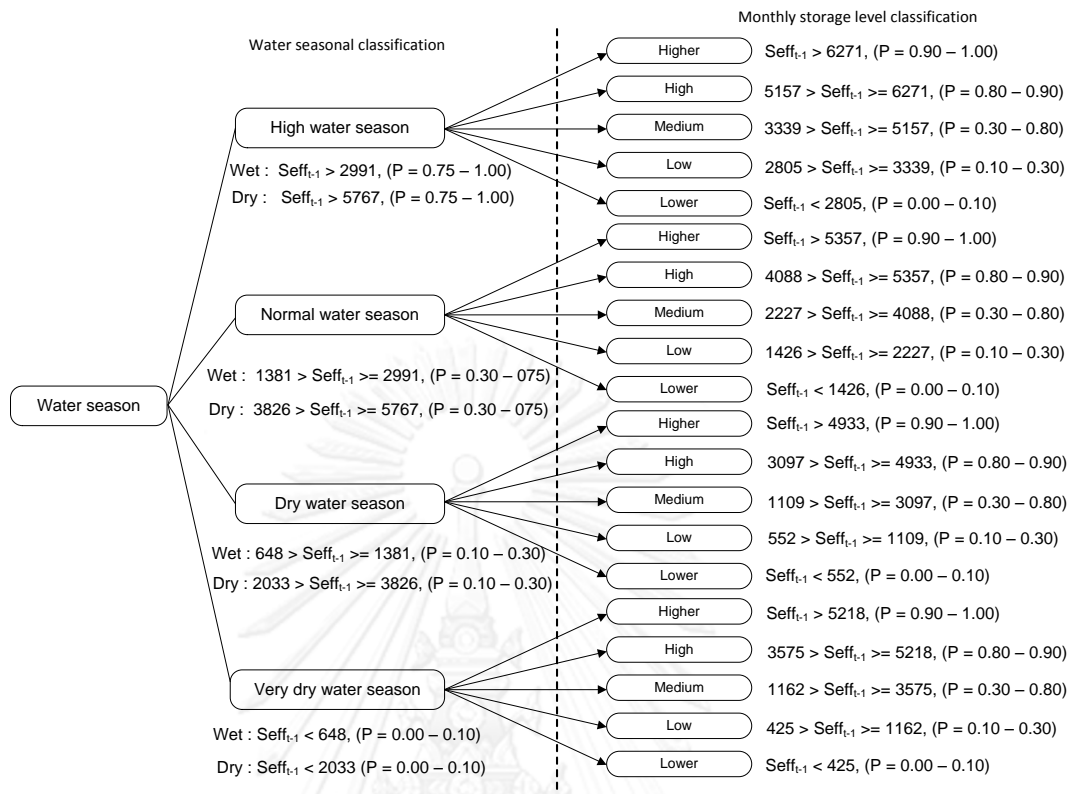 Monthly storage level classification
Water seasonal classification
Higher Seff_t-1 > 6271, (P = 0.90 – 1.00)
High 5157 > Seff_t-1 >= 6271, (P = 0.80 – 0.90)
High water season
Medium 3339 > Seff_t-1 >= 5157, (P = 0.30 – 0.80)
Low 2805 > Seff_t-1 >= 3339, (P = 0.10 – 0.30)
Wet : Seff_t-1 > 2991, (P = 0.75 – 1.00)
Dry : Seff_t-1 > 5767, (P = 0.75 – 1.00)
Lower Seff_t-1 < 2805, (P = 0.00 – 0.10)
Higher Seff_t-1 > 5357, (P = 0.90 – 1.00)
High 4088 > Seff_t-1 >= 5357, (P = 0.80 – 0.90)
Normal water season
Medium 2227 > Seff_t-1 >= 4088, (P = 0.30 – 0.80)
Low 1426 > Seff_t-1 >= 2227, (P = 0.10 – 0.30)
Wet : 1381 > Seff_t-1 >= 2991, (P = 0.30 – 075)
Lower Seff_t-1 < 1426, (P = 0.00 – 0.10)
Water season
Dry : 3826 > Seff_t-1 >= 5767, (P = 0.30 – 075)
Higher Seff_t-1 > 4933, (P = 0.90 – 1.00)
High 3097 > Seff_t-1 >= 4933, (P = 0.80 – 0.90)
Dry water season
Medium 1109 > Seff_t-1 >= 3097, (P = 0.30 – 0.80)
Low 552 > Seff_t-1 >= 1109, (P = 0.10 – 0.30)
Wet : 648 > Seff_t-1 >= 1381, (P = 0.10 – 0.30)
Dry : 2033 > Seff_t-1 >= 3826, (P = 0.10 – 0.30)
Lower Seff_t-1 < 552, (P = 0.00 – 0.10)
Higher Seff_t-1 > 5218, (P = 0.90 – 1.00)
High 3575 > Seff_t-1 >= 5218, (P = 0.80 – 0.90)
Very dry water season
Medium 1162 > Seff_t-1 >= 3575, (P = 0.30 – 0.80)
Low 425 > Seff_t-1 >= 1162, (P = 0.10 – 0.30)
Wet : Seff_t-1 < 648, (P = 0.00 – 0.10)
Lower Seff_t-1 < 425, (P = 0.00 – 0.10)
Dry : Seff_t-1 < 2033 (P = 0.00 – 0.10)